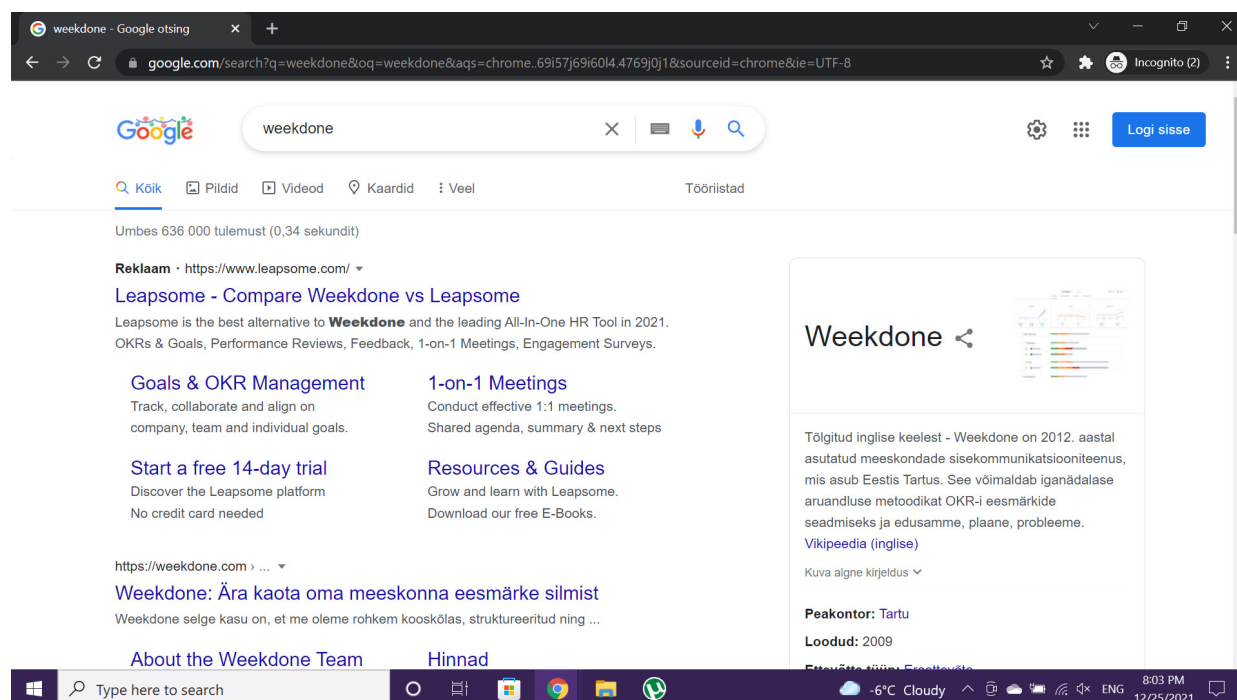 weekdone - Google otsing
google.com/search?q=weekdone&oq=weekdone&aqs=chrome..69i57j69i60l4.4769j0j1&sourceid=chrome&ie=UTF-8
Incognito (2)
Google
weekdone
Logi sisse
Kõik Pildid Videod Kaardid Veel Tööriistad
Umbes 636 000 tulemust (0,34 sekundit)
Reklaam · https://www.leapsome.com/
Leapsome - Compare Weekdone vs Leapsome
Leapsome is the best alternative to Weekdone and the leading All-In-One HR Tool in 2021.
OKRs & Goals, Performance Reviews, Feedback, 1-on-1 Meetings, Engagement Surveys.
Goals & OKR Management
Track, collaborate and align on
company, team and individual goals.
1-on-1 Meetings
Conduct effective 1:1 meetings.
Shared agenda, summary & next steps
Start a free 14-day trial
Discover the Leapsome platform
No credit card needed
Resources & Guides
Grow and learn with Leapsome.
Download our free E-Books.
https://weekdone.com › ...
Weekdone: Ära kaota oma meeskonna eesmärke silmist
Weekdone selge kasu on, et me oleme rohkem kooskõlas, struktureeritud ning ...
About the Weekdone Team
Hinnad
Weekdone
Tõlgitud inglise keelest - Weekdone on 2012. aastal
asutatud meeskondade sisekommunikatsiooniteenus,
mis asub Eestis Tartus. See võimaldab iganädalase
aruandluse metoodikat OKR-i eesmärkide
seadmiseks ja edusamme, plaane, probleeme.
Vikipeedia (inglise)
Kuva algne kirjeldus
Peakontor: Tartu
Loodud: 2009
Ettevõtte tüüp: Eraettevõte
Type here to search
-6°C Cloudy
ENG
8:03 PM
12/25/2021